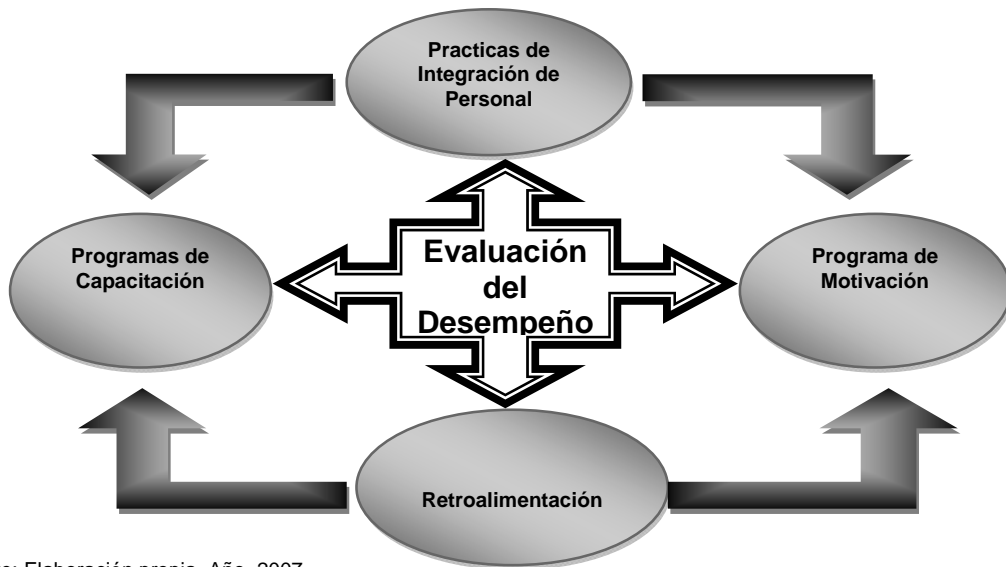 Practicas de
Integración de
Personal
Programas de
Capacitación
Evaluación
del
Desempeño
Programa de
Motivación
Retroalimentación
Elaboración propia. Año 2007